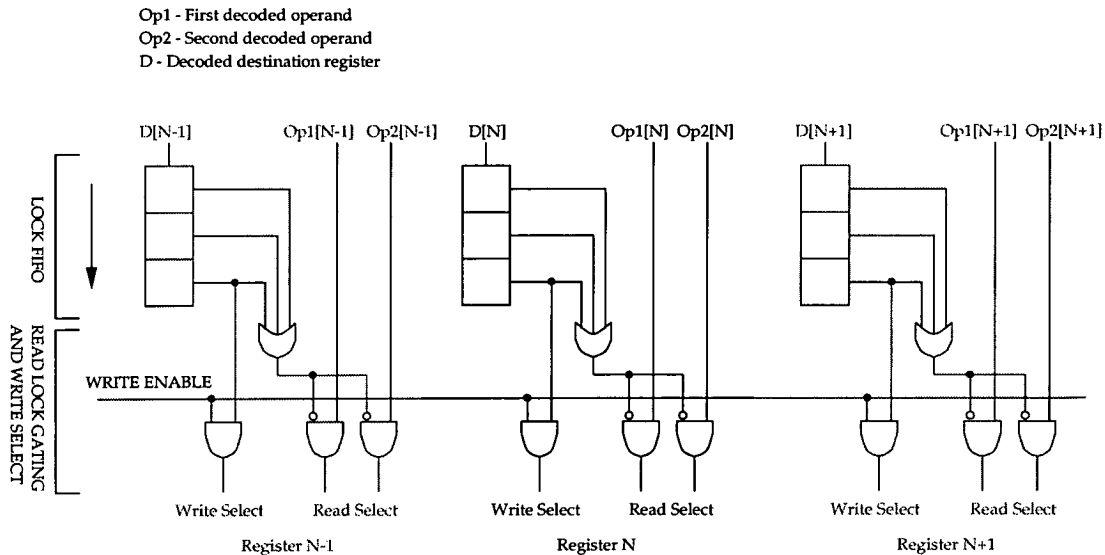 Op1 - First decoded operand
Op2 - Second decoded operand
D - Decoded destination register
D[N-1] Op1[N-1] Op2[N-1] D[N] Op1[N] Op2[N] D[N+1] Op1[N+1] Op2[N+1]
LOCK FIFO
READ LOCK GATING
AND WRITE SELECT
WRITE ENABLE
Write Select Read Select Write Select Read Select Write Select Read Select
Register N-1 Register N Register N+1